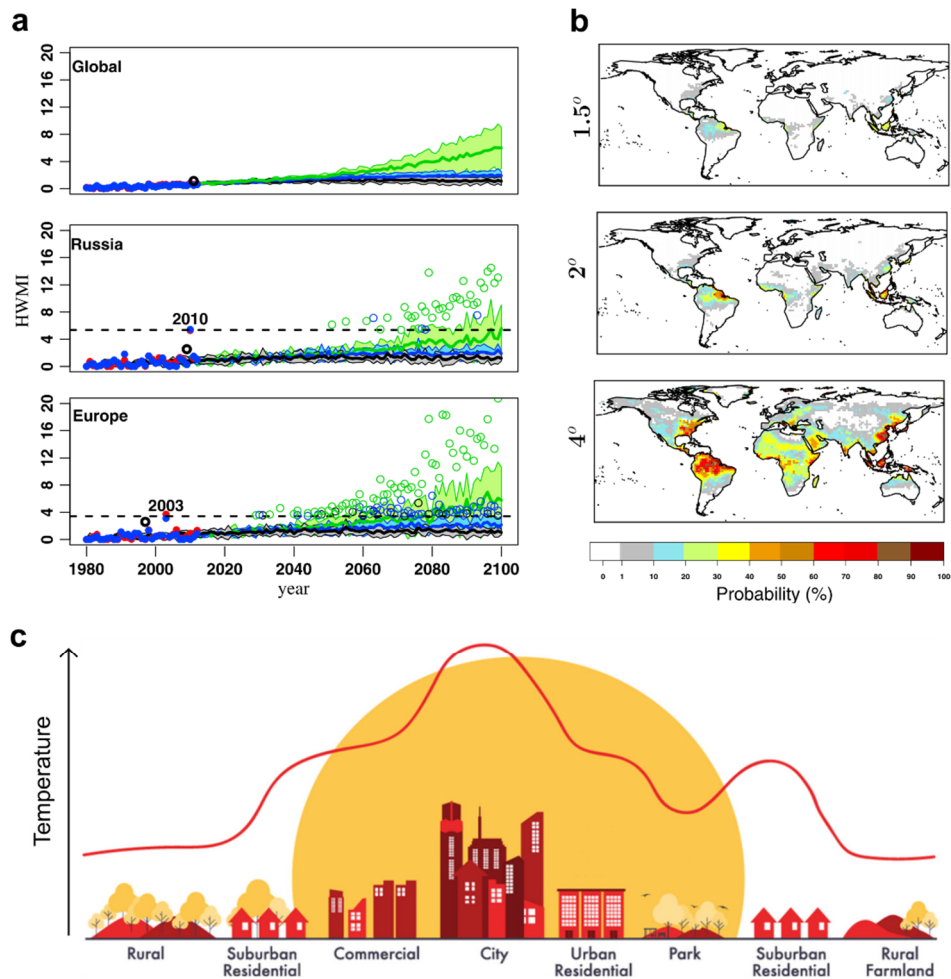 a
Global
20
16
12
8
4
0
Russia
20
16
12
8
4
0
2010
HWMI
Europe
20
16
12
8
4
0
2003
1980 2000 2020 2040 2060 2080 2100
year
b
1.5°
2°
4°
0 1 10 20 30 40 50 60 70 80 90 100
Probability (%)
c
Temperature
Rural
Suburban
Residential
Commercial
City
Urban
Residential
Park
Suburban
Residential
Rural
Farmland